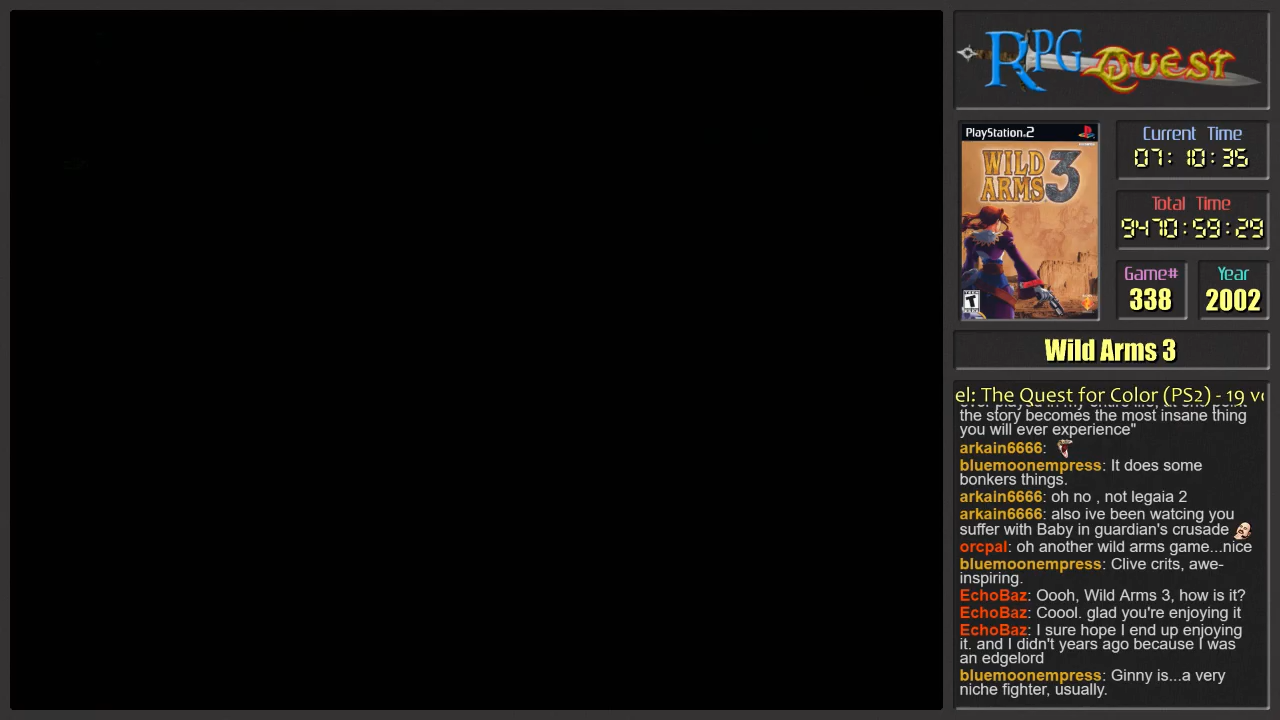 RPG Quest
PlayStation.2
WILD
ARMS 3
TEEN
T
Current Time
07:10:35
Total Time
9470:59:29
Game#
338
Year
2002
Wild Arms 3
el: The Quest for Color (PS2) - 19 v
the story becomes the most insane thing
you will ever experience"
arkain6666:
bluemoonempress: It does some
bonkers things.
arkain6666: oh no , not legaia 2
arkain6666: also ive been watcing you
suffer with Baby in guardian's crusade
orcpal: oh another wild arms game...nice
bluemoonempress: Clive crits, awe-
inspiring.
EchoBaz: Oooh, Wild Arms 3, how is it?
EchoBaz: Coool. glad you're enjoying it
EchoBaz: I sure hope I end up enjoying
it. and I didn't years ago because I was
an edgelord
bluemoonempress: Ginny is...a very
niche fighter, usually.